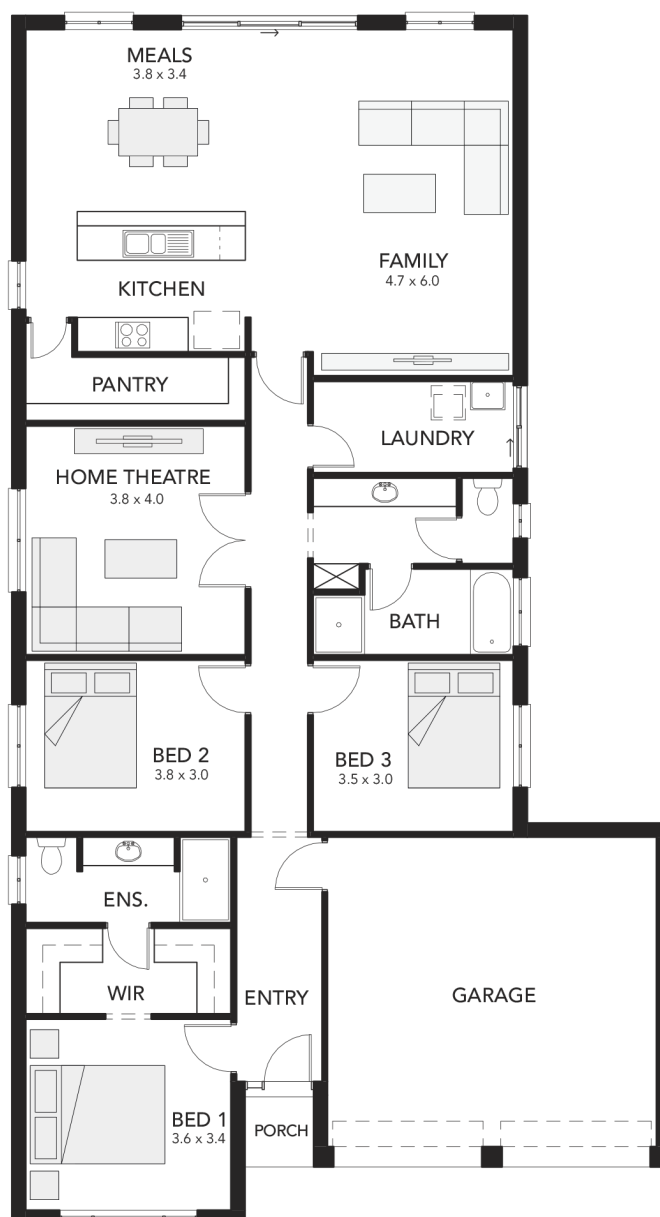 MEALS
3.8 x 3.4
FAMILY
4.7 x 6.0
KITCHEN
PANTRY
LAUNDRY
HOME THEATRE
3.8 x 4.0
BATH
BED 2
3.8 x 3.0
BED 3
3.5 x 3.0
ENS.
WIR
ENTRY
GARAGE
BED 1
3.6 x 3.4
PORCH